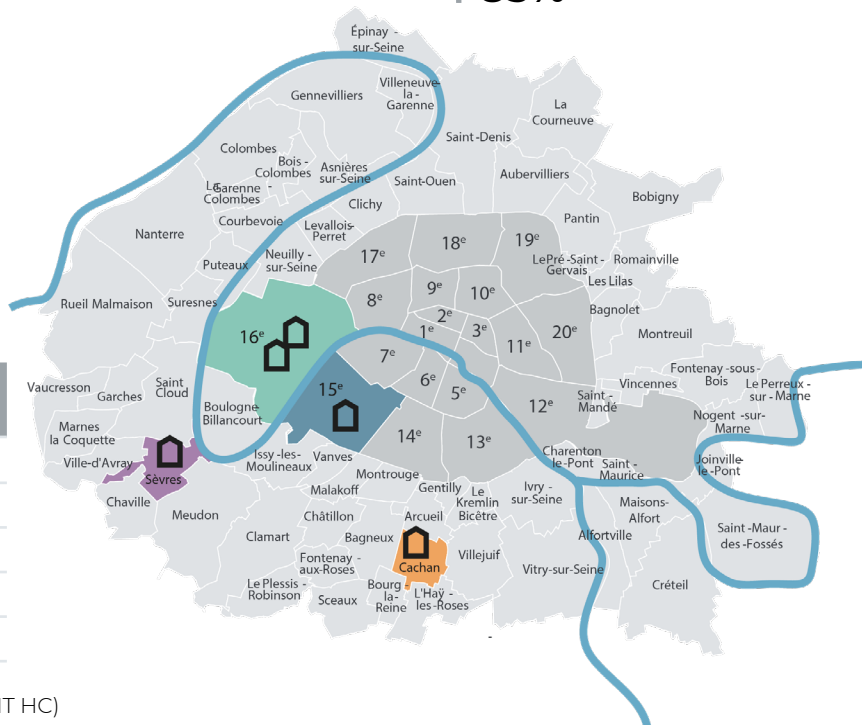 Épinay -
sur-Seine
Villeneuve-
la -
Garenne
Gennevilliers
La
Courneuve
Saint-Denis
Colombes
Bois -
Colombes
Asnières
sur-Seine
Aubervilliers
La
Garenne -
Colombes
Saint-Ouen
Bobigny
Clichy
Courbevoie
Pantin
Levallois-
Perret
Nanterre
17e
18e
19e
Neuilly -
sur-Seine
Puteaux
LePré-Saint -
Gervais
Romainville
Les Lilas
Rueil Malmaison
Suresnes
8e
9e
10e
Bagnolet
2e
16e
1e
3e
11e
20e
Montreuil
7e
Vaucresson
Garches
Saint
Cloud
15e
6e
5e
Fontenay -sous -
Bois
Vincennes
Le Perreux -
sur - Marne
Boulogne-
Billancourt
12e
Saint -
Mandé
Nogent -sur-
Marne
Marnes
la Coquette
14e
13e
Ville-d'Avray
Issy -les-
Moulineaux
Vanves
Charenton
le-Pont
Saint -
Maurice
Joinville
-le-Pont
Sèvres
Montrouge
Malakoff
Gentilly
Le
Kremlin
Bicêtre
Ivry -
sur-Seine
Chaville
Meudon
Châtillon
Arcueil
Maisons-
Alfort
Saint -Maur -
des -Fossés
Clamart
Bagneux
Villejuif
Alfortville
Fontenay -
aux-Roses
Cachan
Vitry-sur-Seine
Le Plessis -
Robinson
Sceaux
Bourg -
la-
Reine
L'Haÿ -
-les-Roses
Créteil
-
IT HC)